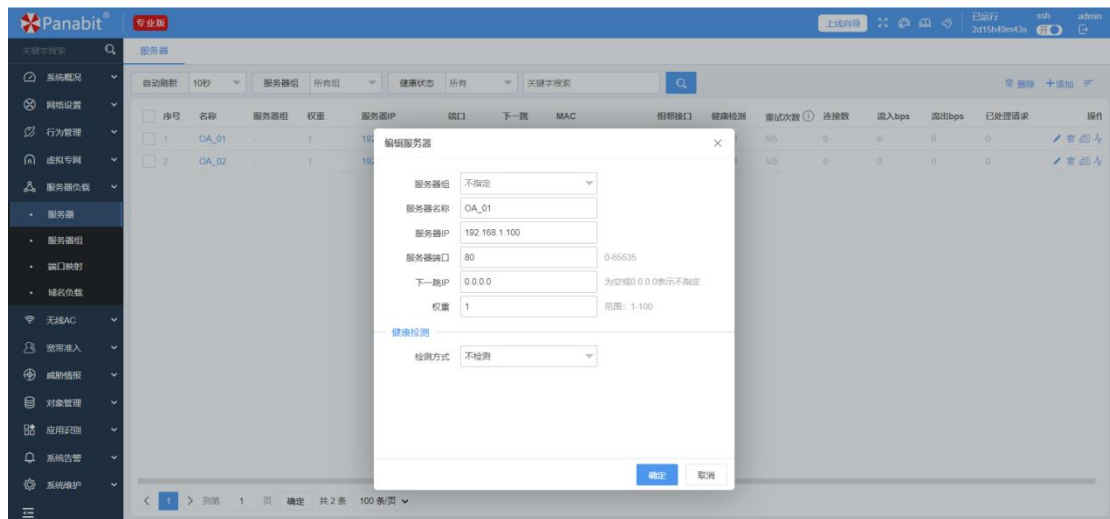 Panabit®
专业版
上线向导
已运行
2d15h49m43s
ssh
开
admin
关键字搜索
系统概况
网络设置
行为管理
虚拟专网
服务器负载
服务器
服务器组
端口映射
域名负载
无线AC
宽带准入
威胁情报
对象管理
应用识别
系统告警
系统维护
服务器
自动刷新 10秒 服务器组 所有组 健康状态 所有 关键字搜索 删除 +添加
序号 名称 服务器组 权重 服务器IP 端口 下一跳 MAC 相邻接口 健康检测 重试次数 连接数 流入bps 流出bps 已处理请求 操作
1 OA_01 - 1 192 5/5 0 0 0 0
2 OA_02 - 1 192 5/5 0 0 0 0
编辑服务器 ×
服务器组 不指定
服务器名称 OA_01
服务器IP 192.168.1.100
服务器端口 80 0-65535
下一跳IP 0.0.0.0 为空或0.0.0.0表示不指定
权重 1 范围：1-100
健康检测
检测方式 不检测
确定 取消
< 1 > 到第 1 页 确定 共 2 条 100 条/页